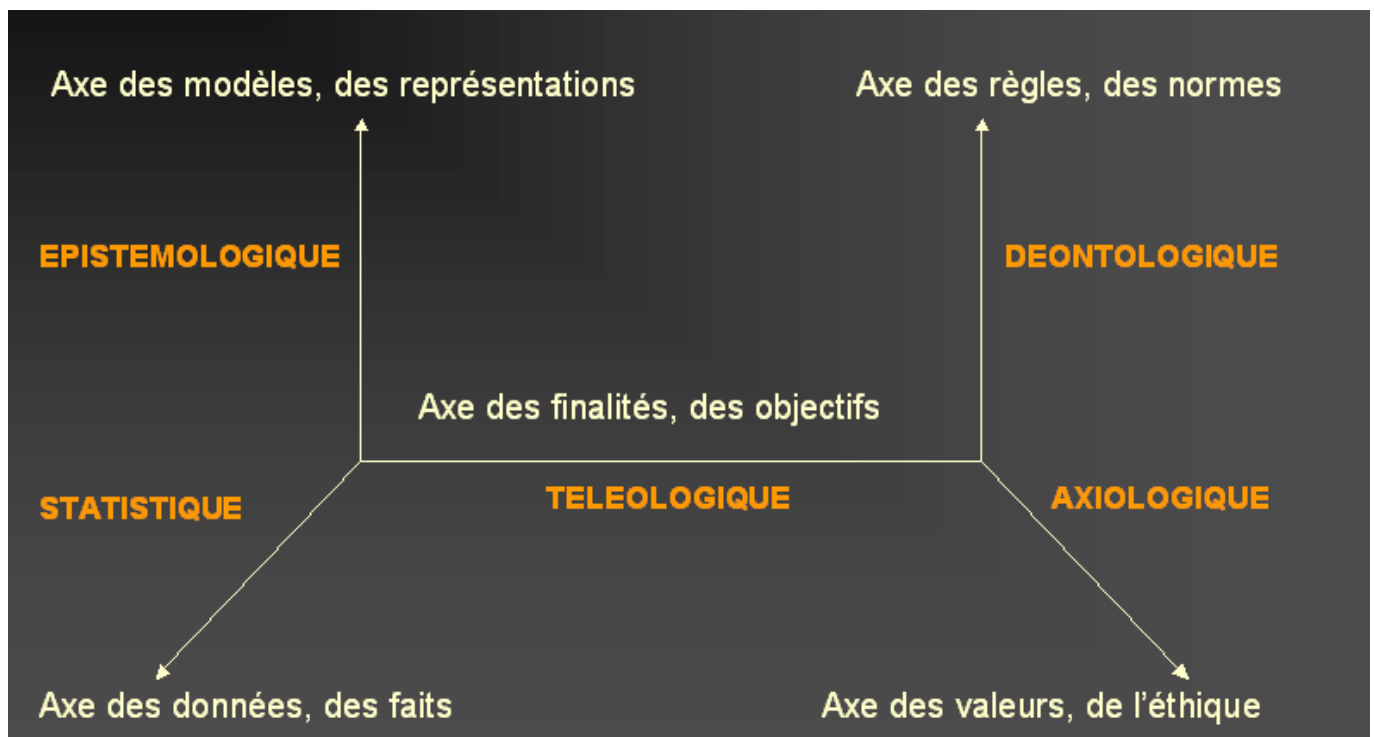 Axe des modèles, des représentations
Axe des règles, des normes
EPISTEMOLOGIQUE
DEONTOLOGIQUE
Axe des finalités, des objectifs
STATISTIQUE
TELEOLOGIQUE
AXIOLOGIQUE
Axe des données, des faits
Axe des valeurs, de l'éthique